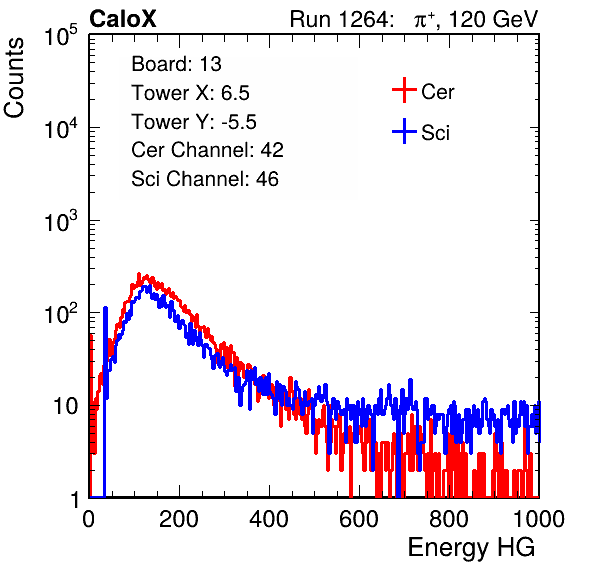 CaloX Run 1264: π⁺, 120 GeV
Counts
10⁵
10⁴
10³
10²
10
1
Board: 13
Tower X: 6.5
Tower Y: -5.5
Cer Channel: 42
Sci Channel: 46
Cer
Sci
0 200 400 600 800 1000
Energy HG